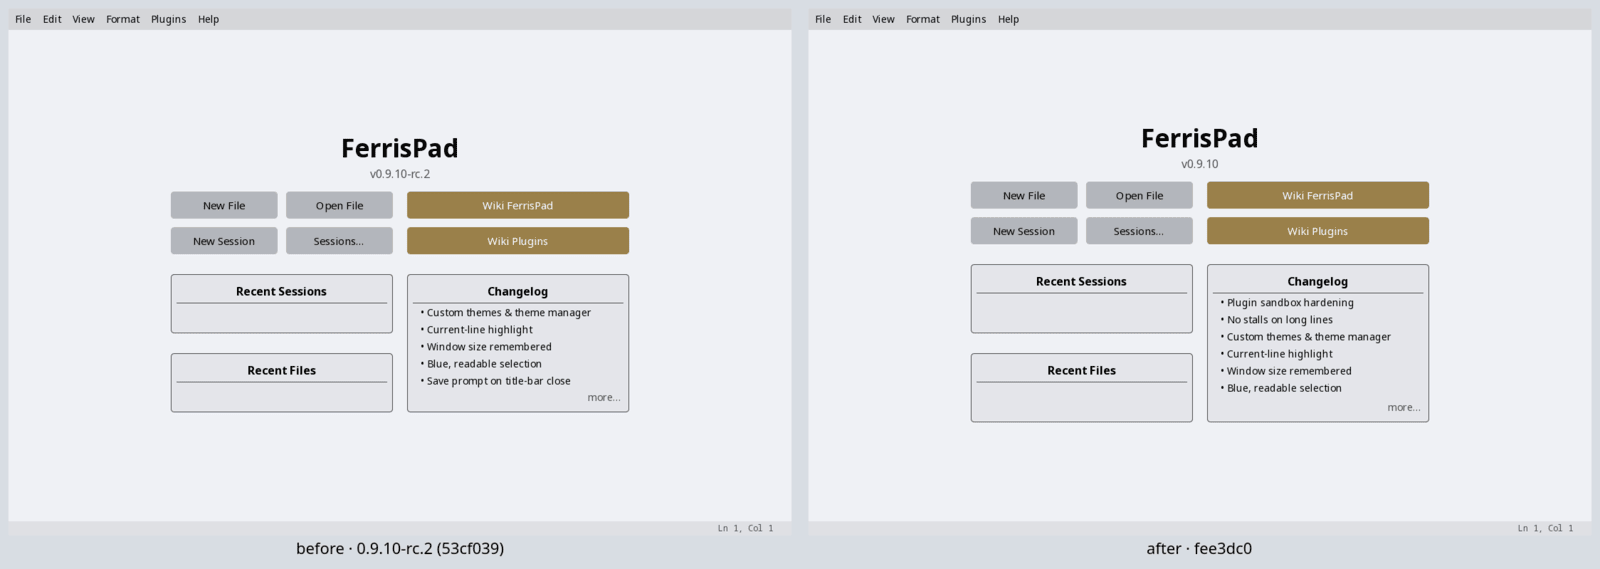 File Edit View Format Plugins Help
FerrisPad
v0.9.10-rc.2
New File Open File Wiki FerrisPad
New Session Sessions... Wiki Plugins
Recent Sessions
Recent Files
Changelog
• Custom themes & theme manager
• Current-line highlight
• Window size remembered
• Blue, readable selection
• Save prompt on title-bar close
more...
Ln 1, Col 1
before · 0.9.10-rc.2 (53cf039)
File Edit View Format Plugins Help
FerrisPad
v0.9.10
New File Open File Wiki FerrisPad
New Session Sessions... Wiki Plugins
Recent Sessions
Recent Files
Changelog
• Plugin sandbox hardening
• No stalls on long lines
• Custom themes & theme manager
• Current-line highlight
• Window size remembered
• Blue, readable selection
more...
Ln 1, Col 1
after · fee3dc0